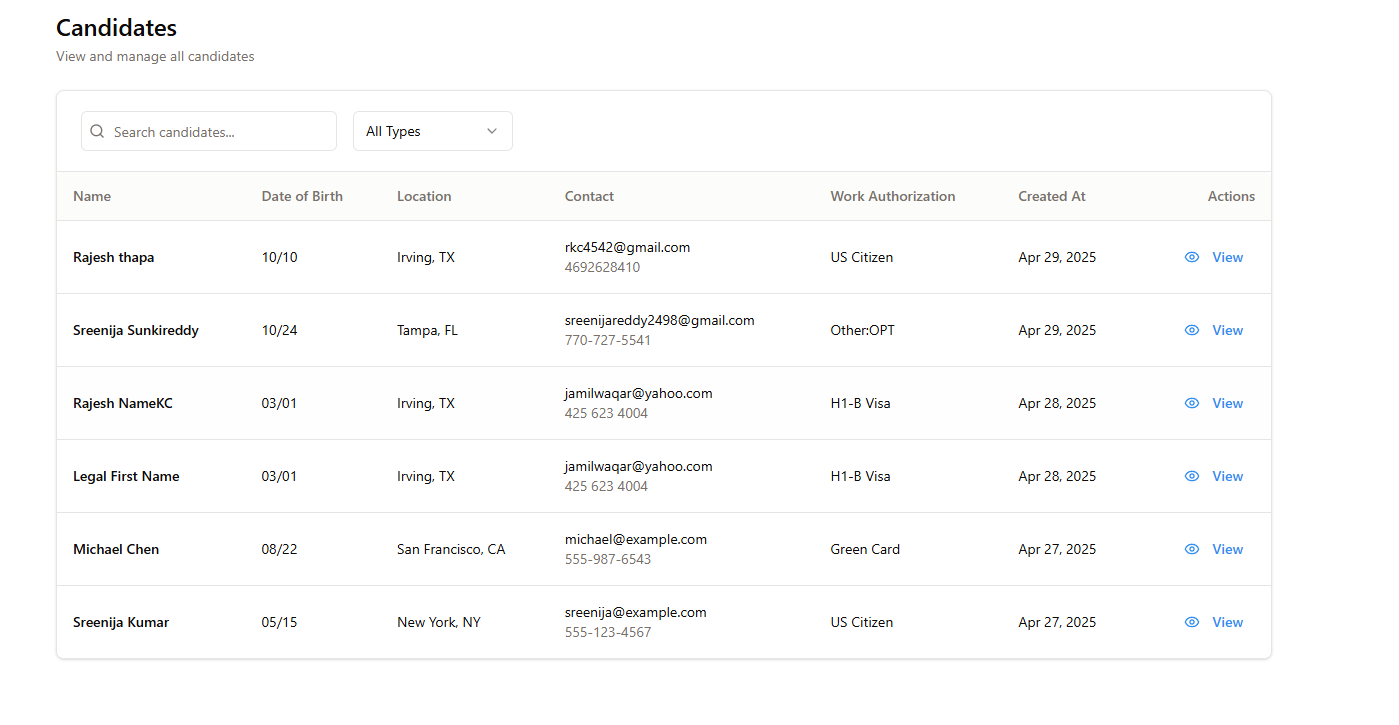 Candidates
View and manage all candidates
Search candidates...
All Types
Name Date of Birth Location Contact Work Authorization Created At Actions
Rajesh thapa 10/10 Irving, TX rkc4542@gmail.com US Citizen Apr 29, 2025 View
4692628410
Sreenija Sunkireddy 10/24 Tampa, FL sreenijareddy2498@gmail.com Other:OPT Apr 29, 2025 View
770-727-5541
Rajesh NameKC 03/01 Irving, TX jamilwaqar@yahoo.com H1-B Visa Apr 28, 2025 View
425 623 4004
Legal First Name 03/01 Irving, TX jamilwaqar@yahoo.com H1-B Visa Apr 28, 2025 View
425 623 4004
Michael Chen 08/22 San Francisco, CA michael@example.com Green Card Apr 27, 2025 View
555-987-6543
Sreenija Kumar 05/15 New York, NY sreenija@example.com US Citizen Apr 27, 2025 View
555-123-4567